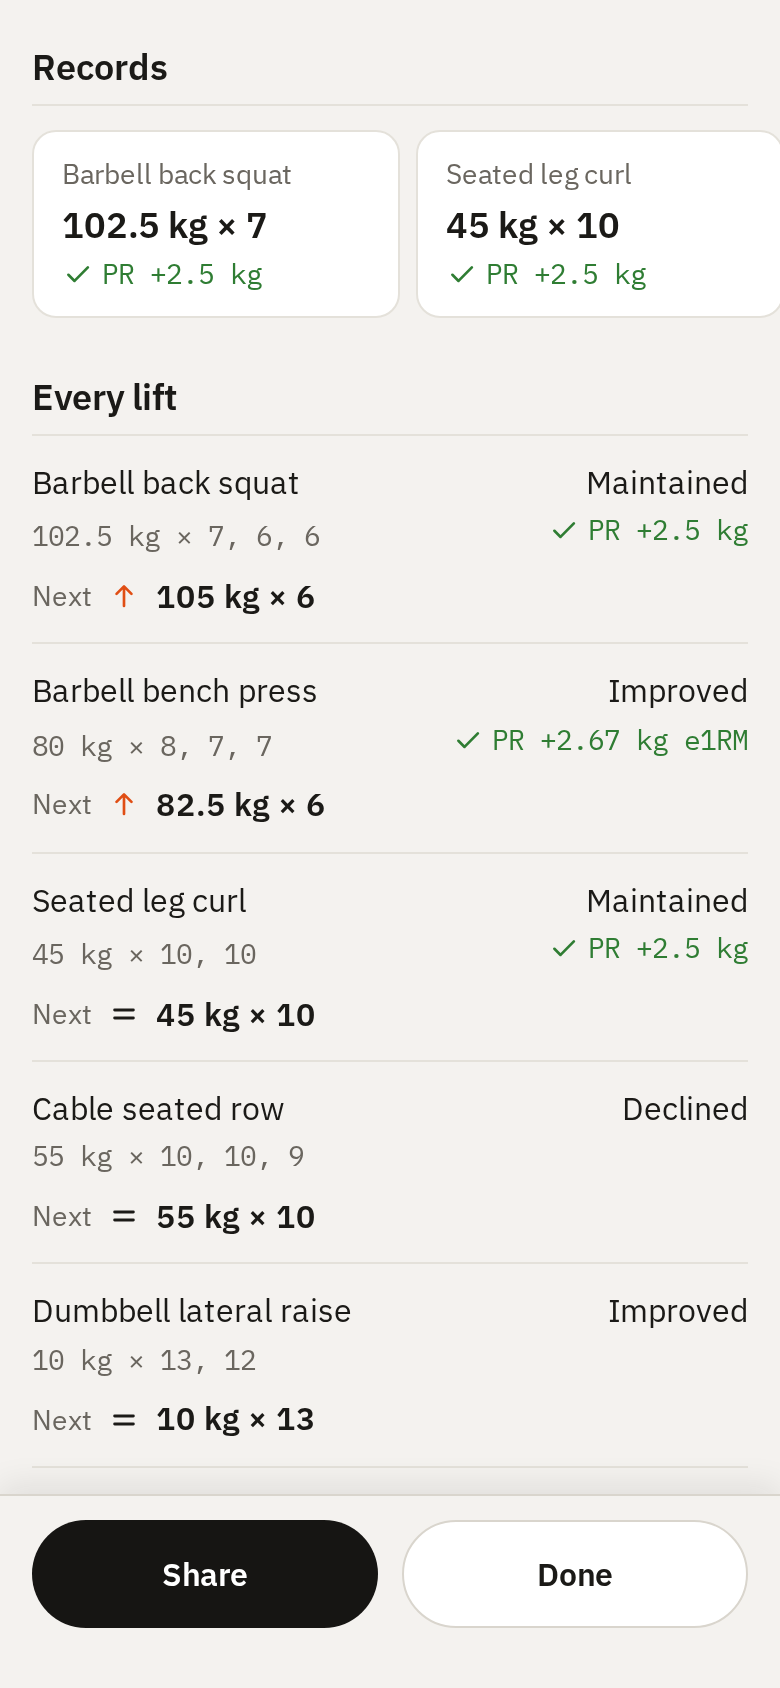 Records
Barbell back squat
102.5 kg × 7
✓ PR +2.5 kg
Seated leg curl
45 kg × 10
✓ PR +2.5 kg
Every lift
Barbell back squat
Maintained
102.5 kg × 7, 6, 6
✓ PR +2.5 kg
Next ↑ 105 kg × 6
Barbell bench press
Improved
80 kg × 8, 7, 7
✓ PR +2.67 kg e1RM
Next ↑ 82.5 kg × 6
Seated leg curl
Maintained
45 kg × 10, 10
✓ PR +2.5 kg
Next = 45 kg × 10
Cable seated row
Declined
55 kg × 10, 10, 9
Next = 55 kg × 10
Dumbbell lateral raise
Improved
10 kg × 13, 12
Next = 10 kg × 13
Share
Done